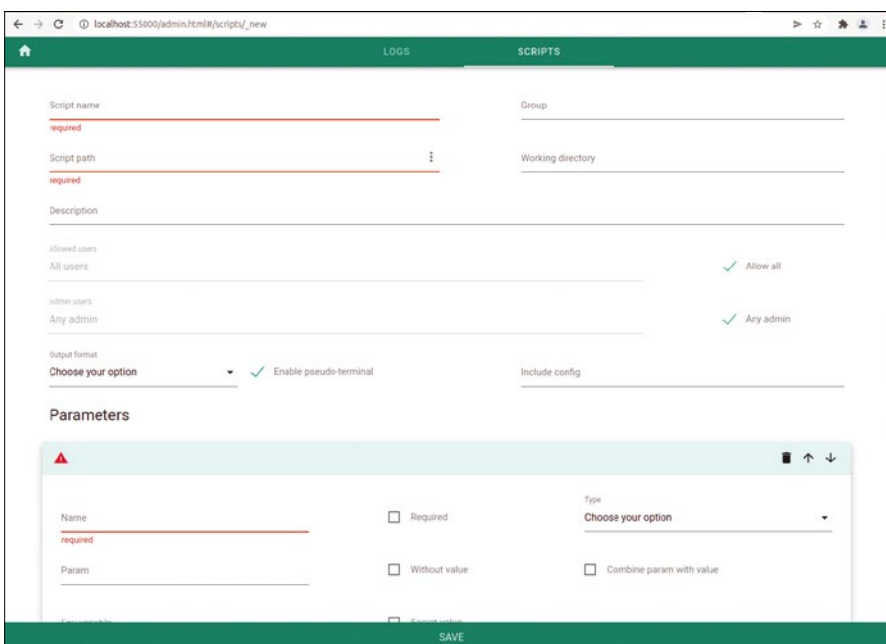 localhost:55000/admin.html#/scripts/_new
LOGS SCRIPTS
Script name Group
required
Script path Working directory
required
Description
Allowed users
All users Allow all
Admin users
Any admin Any admin
Output format
Choose your option Enable pseudo-terminal Include config
Parameters
Type
Name Required Choose your option
required
Param Without value Combine param with value
SAVE